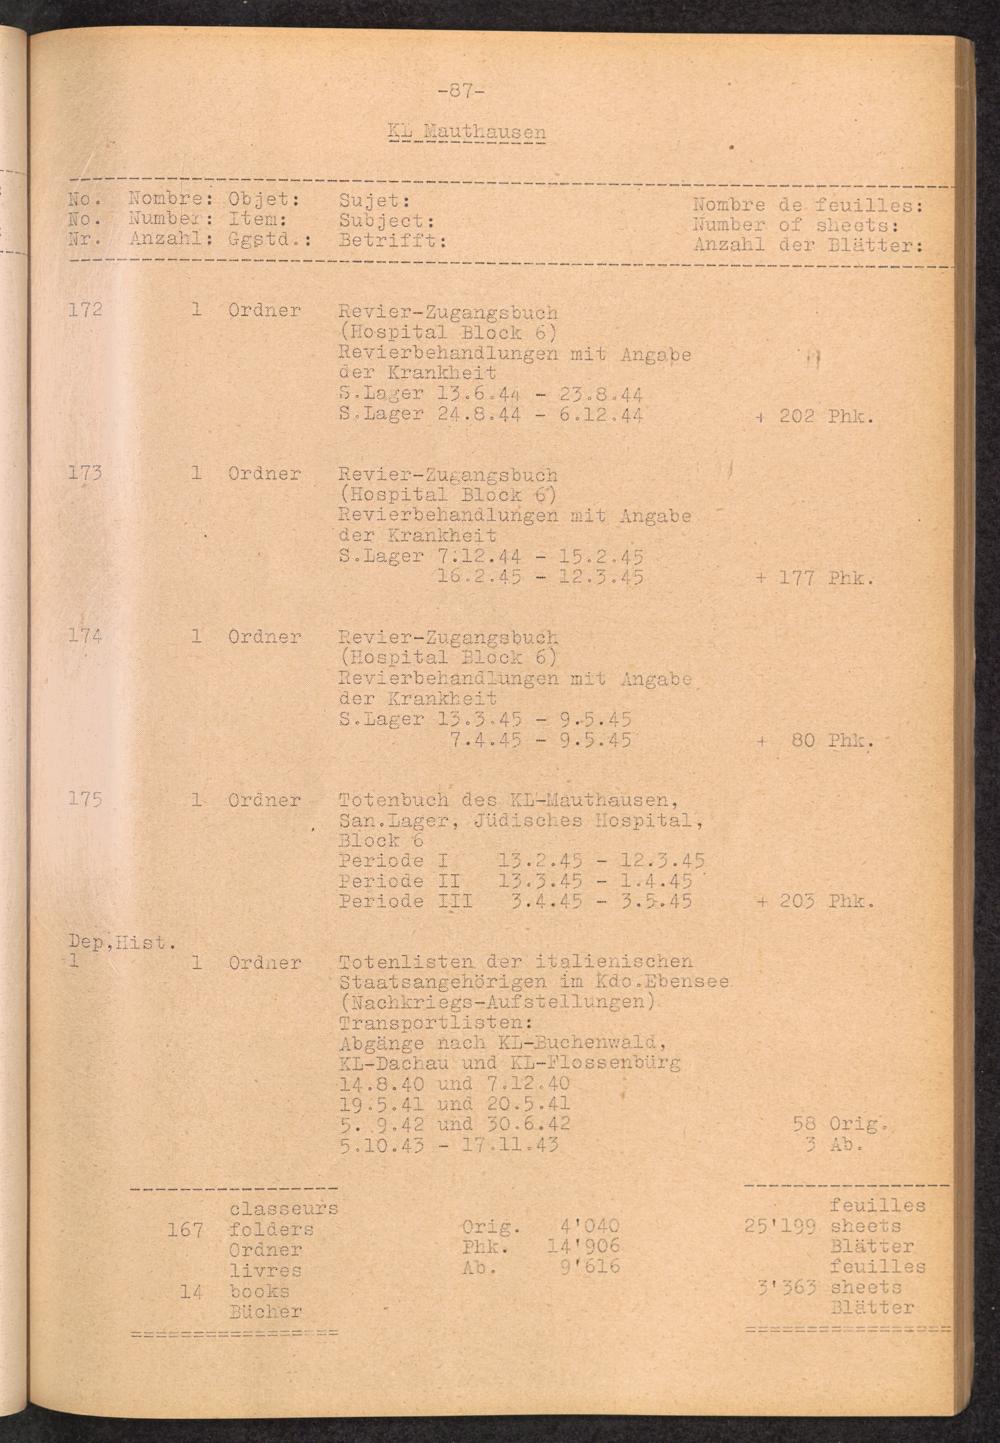 -87-
KL Mauthausen
No. Nombre: Objet: Sujet: Nombre de feuilles:
No. Number: Item: Subject: Number of sheets:
Nr. Anzahl: Ggstd.: Betrifft: Anzahl der Blätter:
172 1 Ordner Revier-Zugangsbuch
(Hospital Block 6)
Revierbehandlungen mit Angabe
der Krankheit
S.Lager 13.6.44 - 23.8.44
S.Lager 24.8.44 - 6.12.44 + 202 Phk.
173 1 Ordner Revier-Zugangsbuch
(Hospital Block 6)
Revierbehandlungen mit Angabe
der Krankheit
S.Lager 7.12.44 - 15.2.45
16.2.45 - 12.3.45 + 177 Phk.
174 1 Ordner Revier-Zugangsbuch
(Hospital Block 6)
Revierbehandlungen mit Angabe
der Krankheit
S.Lager 13.3.45 - 9.5.45
7.4.45 - 9.5.45 + 80 Phk.
175 1 Ordner Totenbuch des KL-Mauthausen,
San.Lager, Jüdisches Hospital,
Block 6
Periode I 13.2.45 - 12.3.45
Periode II 13.3.45 - 1.4.45
Periode III 3.4.45 - 3.5.45 + 203 Phk.
Dep,Hist.
1 1 Ordner Totenlisten der italienischen
Staatsangehörigen im Kdo.Ebensee
(Nachkriegs-Aufstellungen)
Transportlisten:
Abgänge nach KL-Buchenwald,
KL-Dachau und KL-Flossenbürg
14.8.40 und 7.12.40
19.5.41 und 20.5.41
5. 9.42 und 30.6.42 58 Orig.
5.10.43 - 17.11.43 3 Ab.
classeurs feuilles
167 folders Orig. 4'040 25'199 sheets
Ordner Phk. 14'906 Blätter
livres Ab. 9'616 feuilles
14 books 3'363 sheets
Bücher Blätter